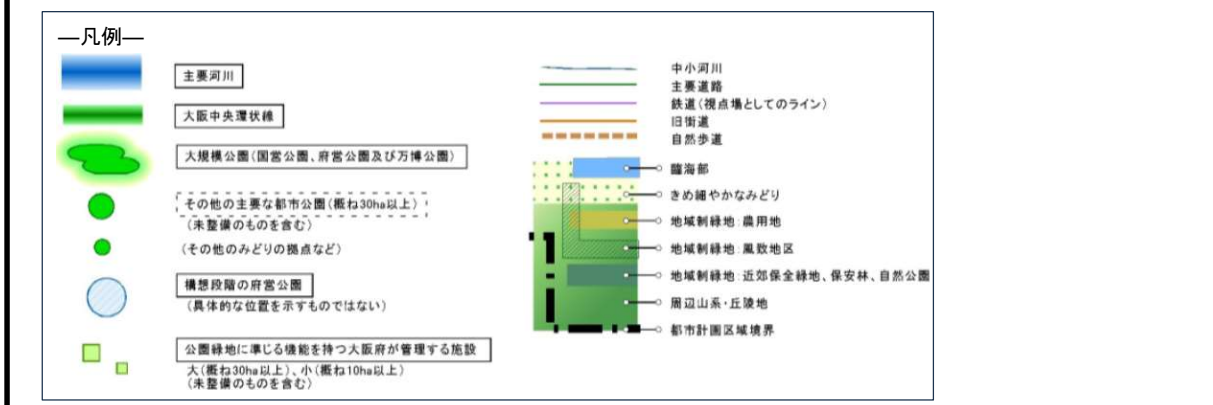 ―凡例―
主要河川
大阪中央環状線
大規模公園(国営公園、府営公園及び万博公園)
その他の主要な都市公園(概ね30ha以上)
(未整備のものを含む)
(その他のみどりの拠点など)
構想段階の府営公園
(具体的な位置を示すものではない)
公園緑地に準じる機能を持つ大阪府が管理する施設
大(概ね30ha以上)、小(概ね10ha以上)
(未整備のものを含む)
中小河川
主要道路
鉄道(視点場としてのライン)
旧街道
自然歩道
臨海部
きめ細やかなみどり
地域制緑地:農用地
地域制緑地:風致地区
地域制緑地:近郊保全緑地、保安林、自然公園
周辺山系・丘陵地
都市計画区域境界